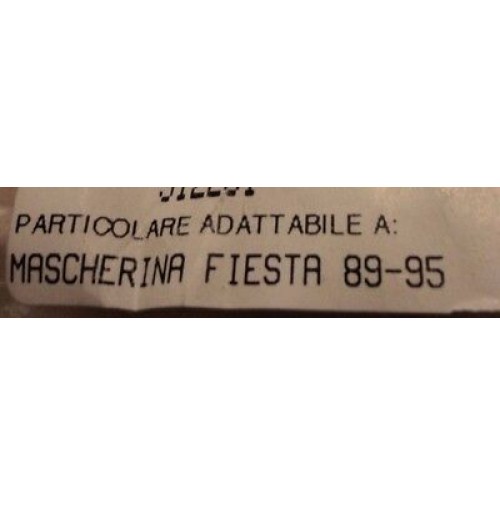 PARTICOLARE ADATTABILE A:
MASCHERINA FIESTA 89-95